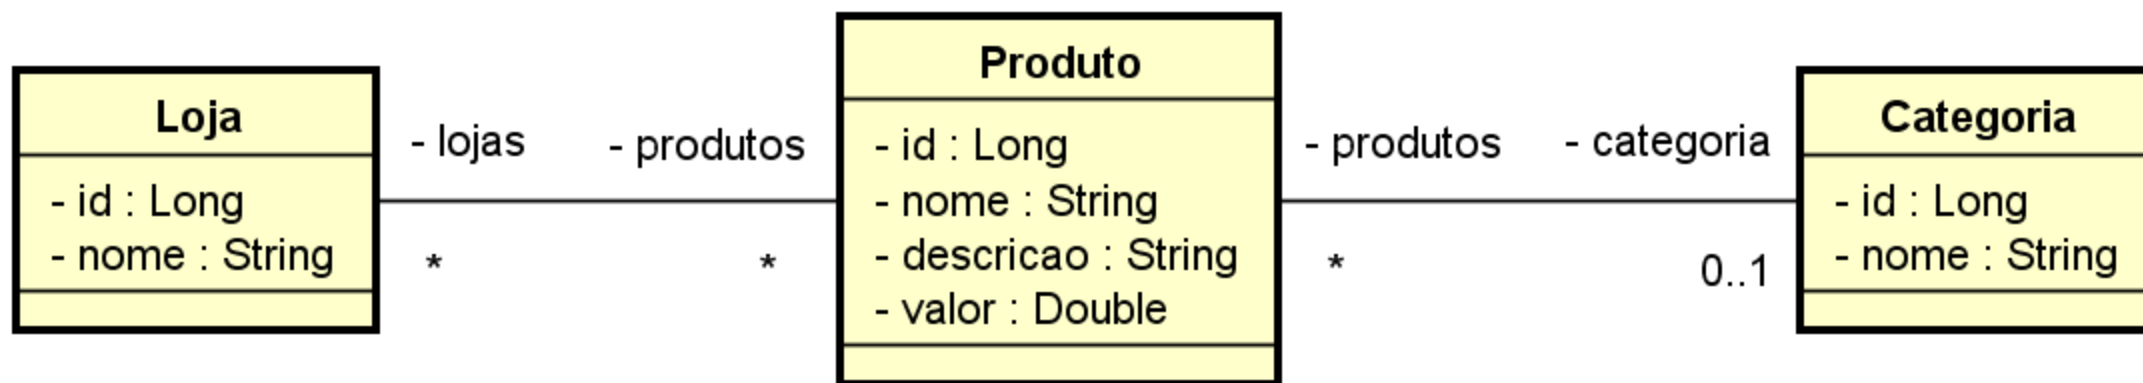 Loja
- id : Long
- nome : String
- lojas
- produtos
*
*
Produto
- id : Long
- nome : String
- descricao : String
- valor : Double
- produtos
- categoria
*
0..1
Categoria
- id : Long
- nome : String